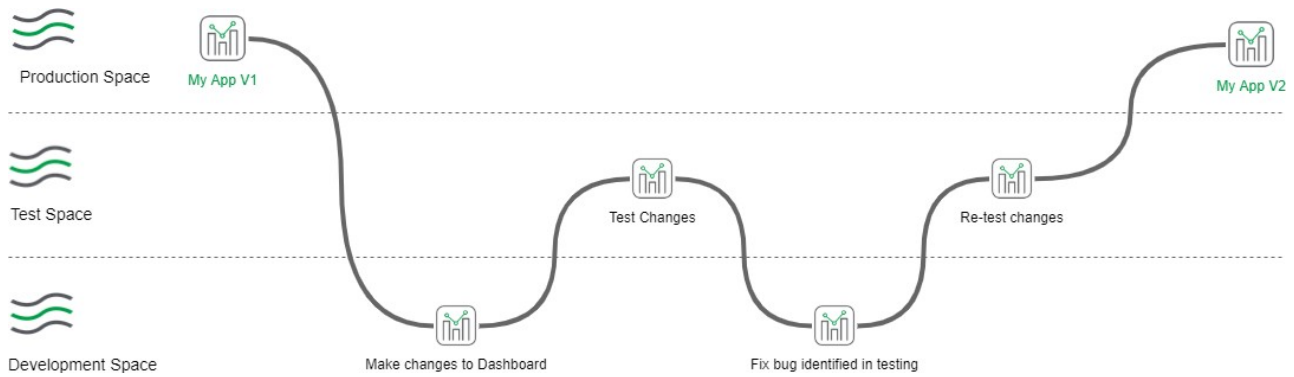 Production Space
My App V1
My App V2
Test Space
Test Changes
Re-test changes
Development Space
Make changes to Dashboard
Fix bug identified in testing